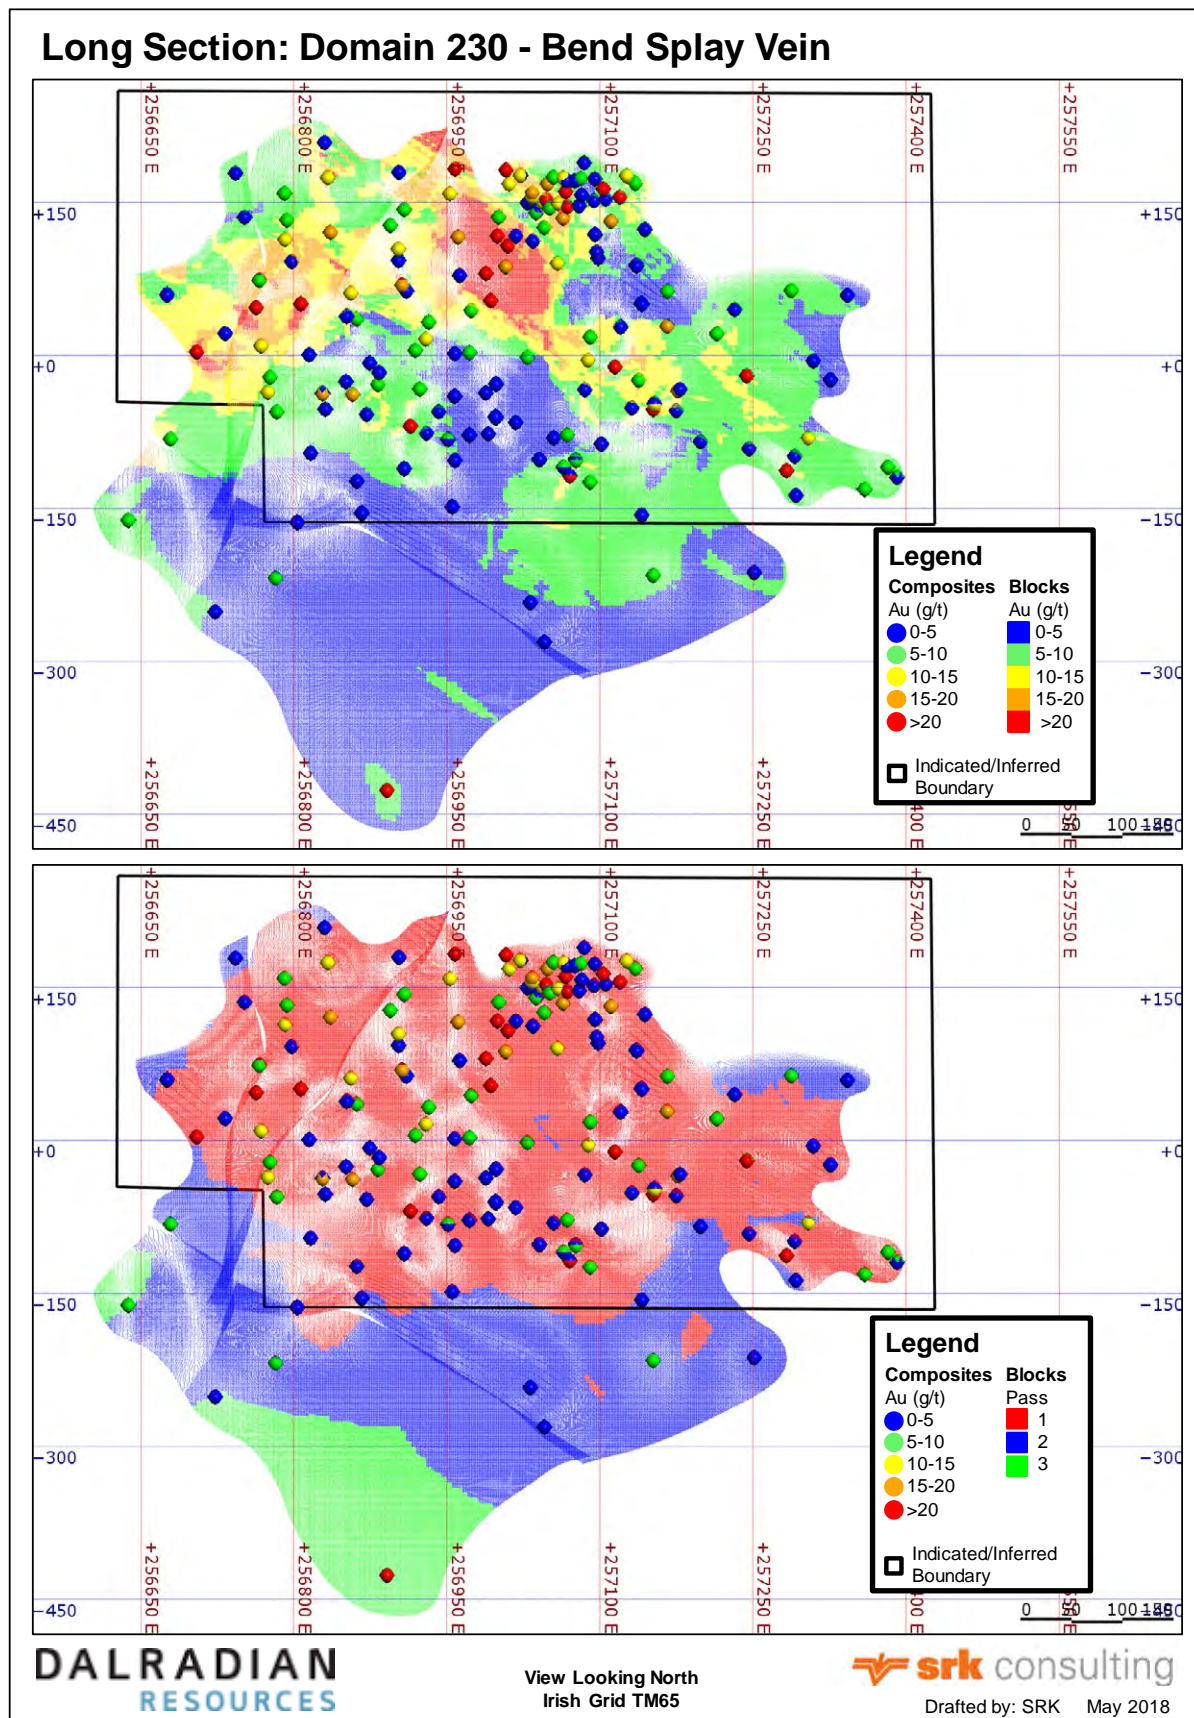 Long Section: Domain 230 - Bend Splay Vein
+256650 E
+256800 E
+256950 E
+257100 E
+257250 E
+257400 E
+257550 E
+150
+150
+0
+0
-150
-150
-300
-300
-450
+256650 E
+256800 E
+256950 E
+257100 E
+257250 E
Legend
Composites Blocks
Au (g/t) Au (g/t)
0-5 0-5
5-10 5-10
10-15 10-15
15-20 15-20
>20 >20
Indicated/Inferred
Boundary
0 50 100 150
+256650 E
+256800 E
+256950 E
+257100 E
+257250 E
+257400 E
+257550 E
+150
+150
+0
+0
-150
-150
-300
-300
-450
+256650 E
+256800 E
+256950 E
+257100 E
+257250 E
Legend
Composites Blocks
Au (g/t) Pass
0-5 1
5-10 2
10-15 3
15-20
>20
Indicated/Inferred
Boundary
0 50 100 150
DALRADIAN
RESOURCES
View Looking North
Irish Grid TM65
srk consulting
Drafted by: SRK May 2018